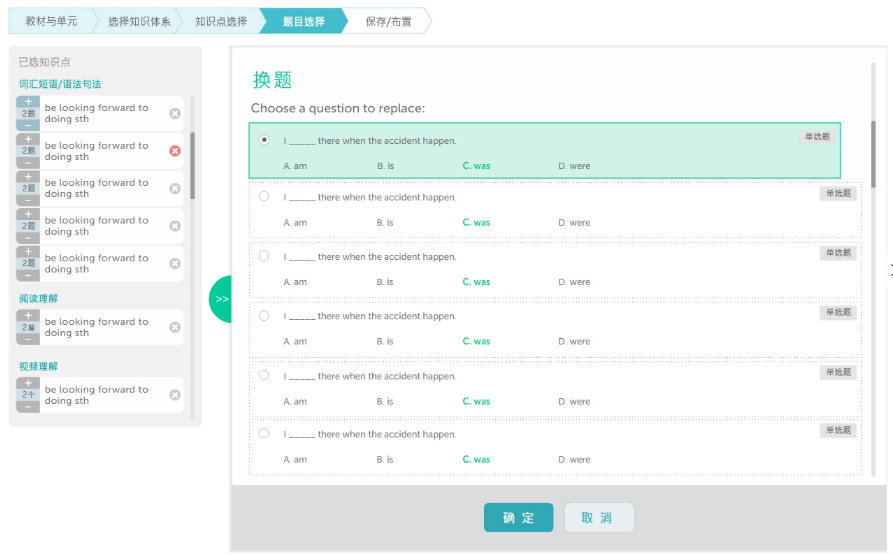 教材与单元 选择知识体系 知识点选择 题目选择 保存/布置
已选知识点
词汇短语/语法句法
+
2题
−
be looking forward to
doing sth
+
2题
−
be looking forward to
doing sth
+
2题
−
be looking forward to
doing sth
+
2题
−
be looking forward to
doing sth
+
2题
−
be looking forward to
doing sth
阅读理解
+
2篇
−
be looking forward to
doing sth
视频理解
+
2个
−
be looking forward to
doing sth
>>
换题
Choose a question to replace:
I _____ there when the accident happen. 单选题
A. am B. is C. was D. were
I _____ there when the accident happen. 单选题
A. am B. is C. was D. were
I _____ there when the accident happen. 单选题
A. am B. is C. was D. were
I _____ there when the accident happen. 单选题
A. am B. is C. was D. were
I _____ there when the accident happen. 单选题
A. am B. is C. was D. were
I _____ there when the accident happen. 单选题
A. am B. is C. was D. were
确 定 取 消